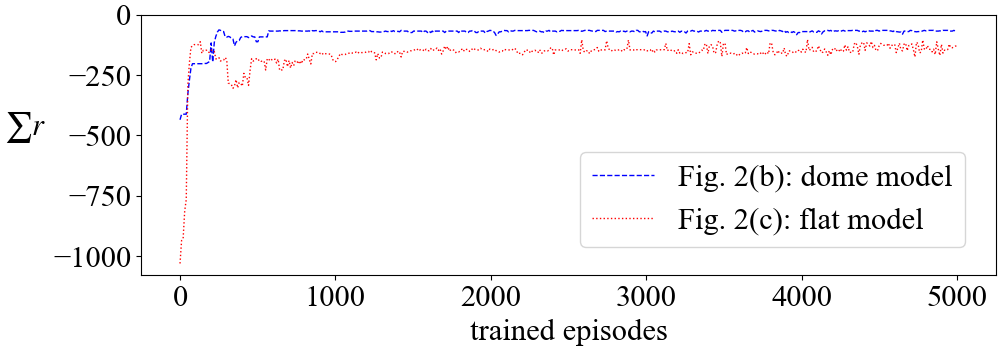 0
−250
−500
−750
−1000
∑r
Fig. 2(b): dome model
Fig. 2(c): flat model
0 1000 2000 3000 4000 5000
trained episodes